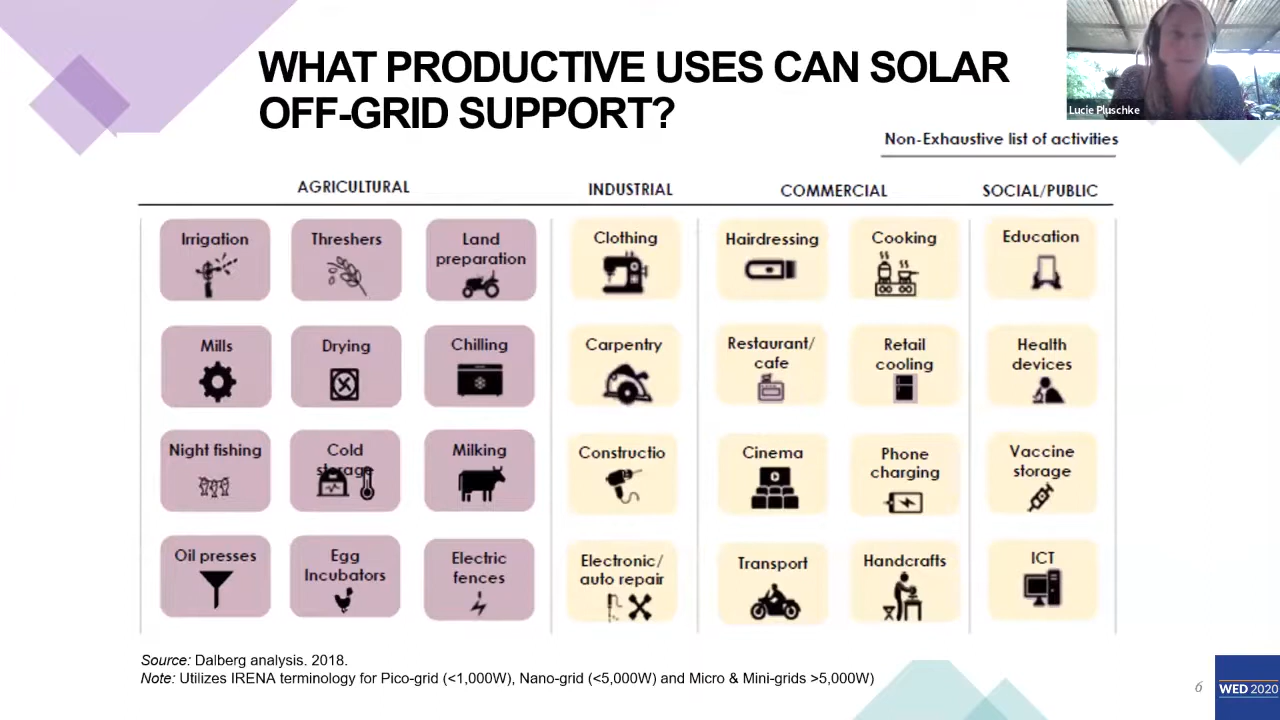 WHAT PRODUCTIVE USES CAN SOLAR
OFF-GRID SUPPORT?
Lucie Pluschke
Non-Exhaustive list of activities
AGRICULTURAL
INDUSTRIAL
COMMERCIAL
SOCIAL/PUBLIC
Irrigation
Threshers
Land
preparation
Clothing
Hairdressing
Cooking
Education
Mills
Drying
Chilling
Carpentry
Restaurant/
cafe
Retail
cooling
Health
devices
Night fishing
Cold
storage
Milking
Constructio
Cinema
Phone
charging
Vaccine
storage
Oil presses
Egg
Incubators
Electric
fences
Electronic/
auto repair
Transport
Handcrafts
ICT
Source: Dalberg analysis. 2018.
Note: Utilizes IRENA terminology for Pico-grid (<1,000W), Nano-grid (<5,000W) and Micro & Mini-grids >5,000W)
6
WED 2020